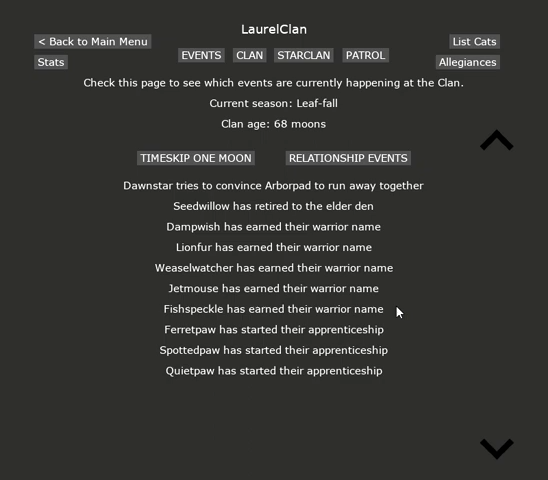 LaurelClan
< Back to Main Menu
EVENTS
CLAN
STARCLAN
PATROL
List Cats
Stats
Allegiances
Check this page to see which events are currently happening at the Clan.
Current season: Leaf-fall
Clan age: 68 moons
TIMESKIP ONE MOON
RELATIONSHIP EVENTS
Dawnstar tries to convince Arborpad to run away together
Seedwillow has retired to the elder den
Dampwish has earned their warrior name
Lionfur has earned their warrior name
Weaselwatcher has earned their warrior name
Jetmouse has earned their warrior name
Fishspeckle has earned their warrior name
Ferretpaw has started their apprenticeship
Spottedpaw has started their apprenticeship
Quietpaw has started their apprenticeship